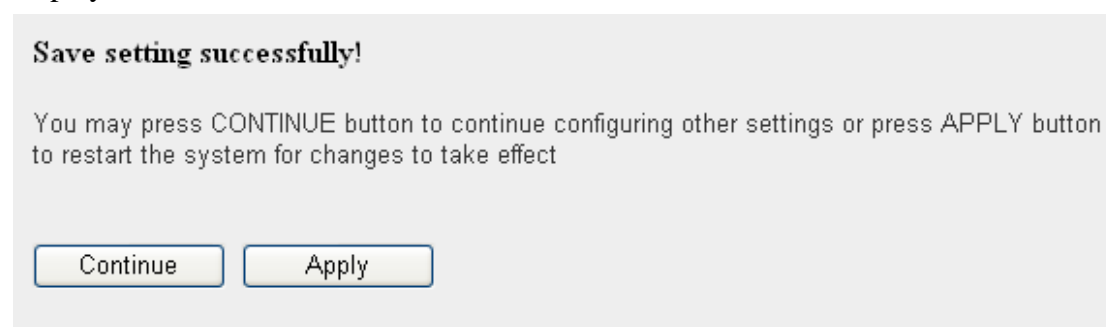 Save setting successfully!
You may press CONTINUE button to continue configuring other settings or press APPLY button
to restart the system for changes to take effect
Continue Apply